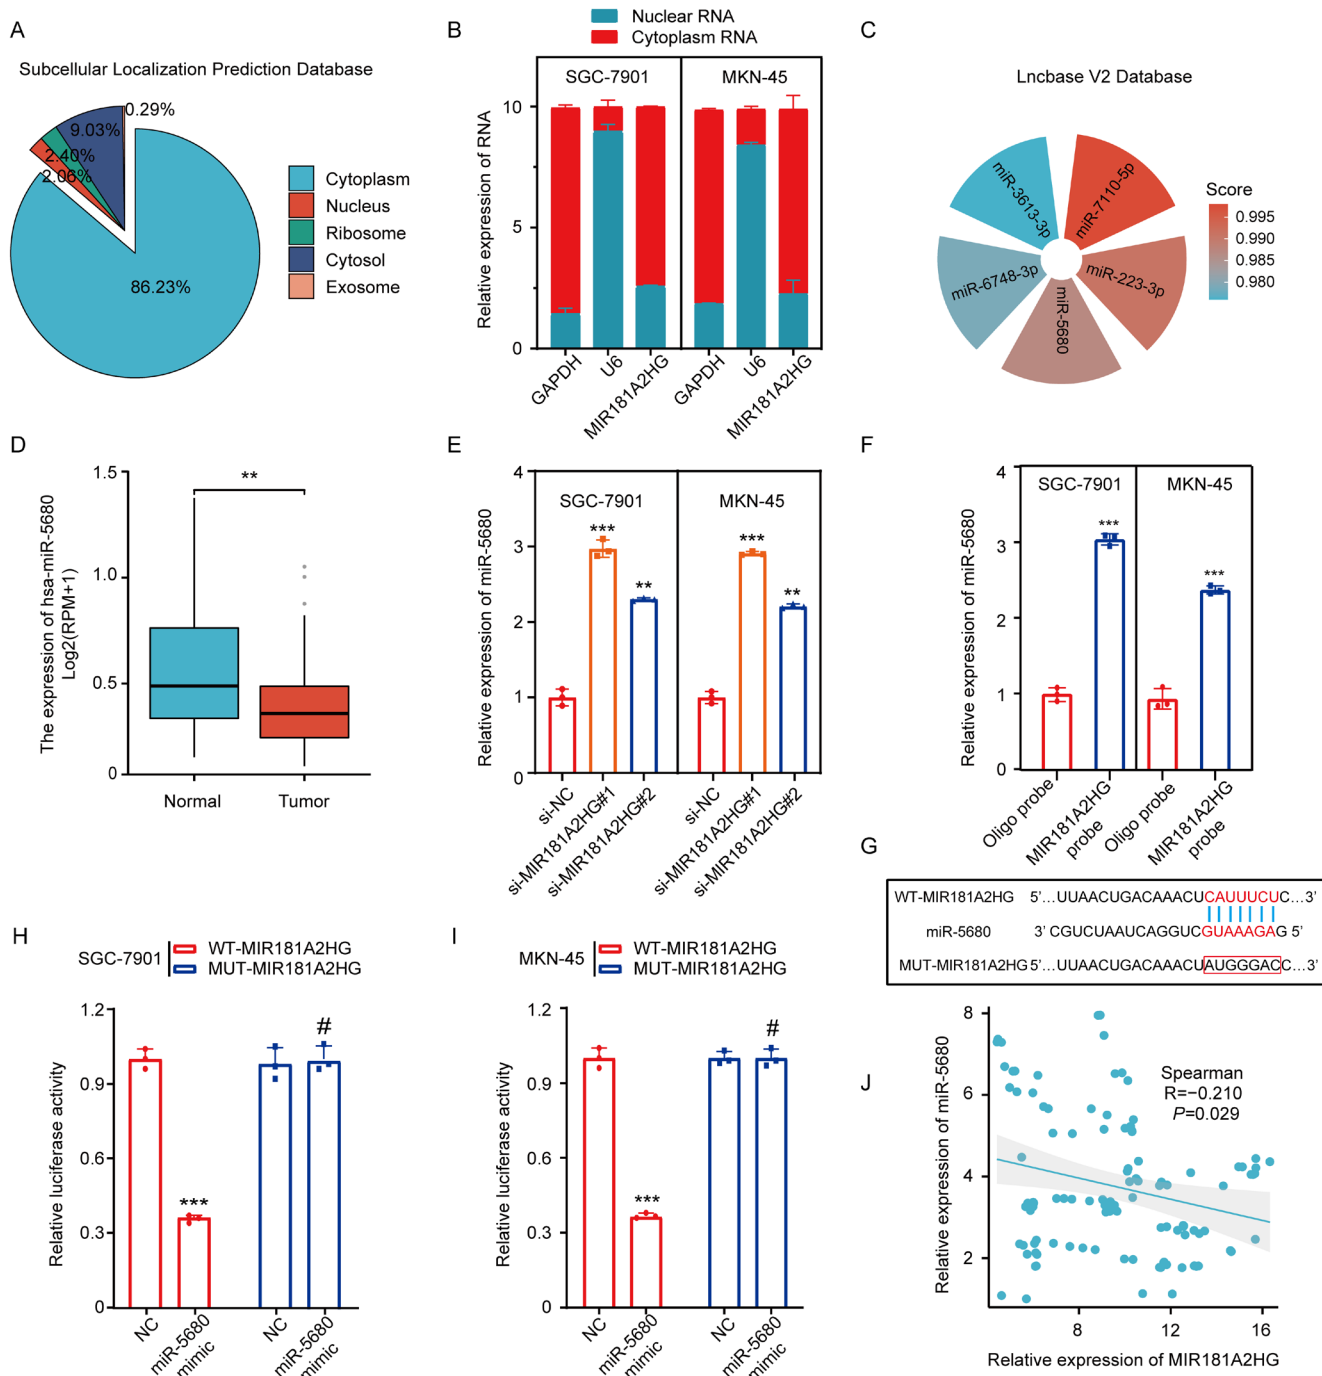 A
Subcellular Localization Prediction Database
0.29%
9.03%
2.40%
2.06%
86.23%
Cytoplasm
Nucleus
Ribosome
Cytosol
Exosome
B
Nuclear RNA
Cytoplasm RNA
SGC-7901
MKN-45
Relative expression of RNA
10
5
0
GAPDH
U6
MIR181A2HG
GAPDH
U6
MIR181A2HG
C
Lncbase V2 Database
miR-3613-3p
miR-7110-5p
miR-6748-3p
miR-223-3p
miR-5680
Score
0.995
0.990
0.985
0.980
D
The expression of hsa-miR-5680
Log2(RPM+1)
1.5
1.0
0.5
0
**
Normal
Tumor
E
Relative expression of miR-5680
4
3
2
1
0
SGC-7901
MKN-45
***
**
***
**
si-NC
si-MIR181A2HG#1
si-MIR181A2HG#2
si-NC
si-MIR181A2HG#1
si-MIR181A2HG#2
F
Relative expression of miR-5680
4
3
2
1
0
SGC-7901
MKN-45
***
***
Oligo probe
MIR181A2HG
probe
Oligo probe
MIR181A2HG
probe
G
WT-MIR181A2HG 5'...UUAACUGACAAACUCAUUUCUC...3'
miR-5680 3' CGUCUAAUCAGGUCGUAAAGAG 5'
MUT-MIR181A2HG 5'...UUAACUGACAAACUAUGGGACC...3'
H
SGC-7901
WT-MIR181A2HG
MUT-MIR181A2HG
Relative luciferase activity
1.2
0.9
0.6
0.3
0
***
#
NC
miR-5680
mimic
NC
miR-5680
mimic
I
MKN-45
WT-MIR181A2HG
MUT-MIR181A2HG
Relative luciferase activity
1.2
0.9
0.6
0.3
0
***
#
NC
miR-5680
mimic
NC
miR-5680
mimic
J
Relative expression of miR-5680
8
6
4
2
Spearman
R=−0.210
P=0.029
8
12
16
Relative expression of MIR181A2HG